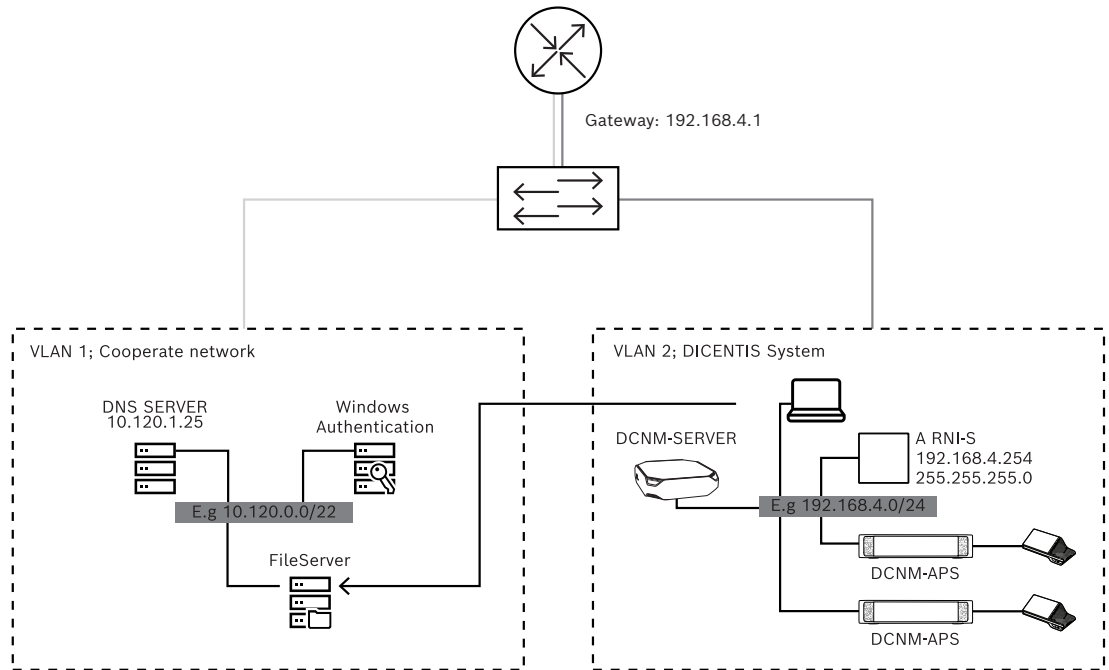 Gateway: 192.168.4.1
VLAN 1; Cooperate network
DNS SERVER
10.120.1.25
Windows
Authentication
E.g 10.120.0.0/22
FileServer
VLAN 2; DICENTIS System
DCNM-SERVER
A RNI-S
192.168.4.254
255.255.255.0
E.g 192.168.4.0/24
DCNM-APS
DCNM-APS